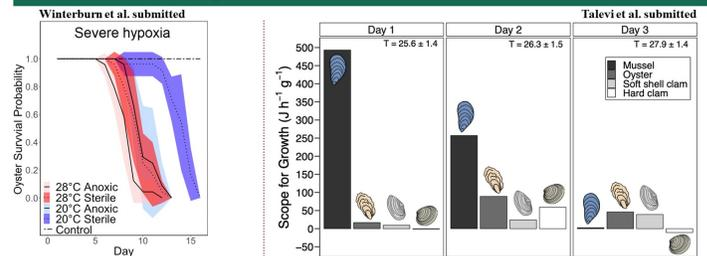 Winterburn et al. submitted
Severe hypoxia
Oyster Survival Probability
1.0
0.8
0.6
0.4
0.2
0.0
28°C Anoxic
28°C Sterile
20°C Anoxic
20°C Sterile
Control
0 5 10 15
Day
Talevi et al. submitted
Day 1 Day 2 Day 3
T = 25.6 ± 1.4 T = 26.3 ± 1.5 T = 27.9 ± 1.4
Scope for Growth (J h⁻¹ g⁻¹)
500
450
400
350
300
250
200
150
100
50
0
−50
Mussel
Oyster
Soft shell clam
Hard clam